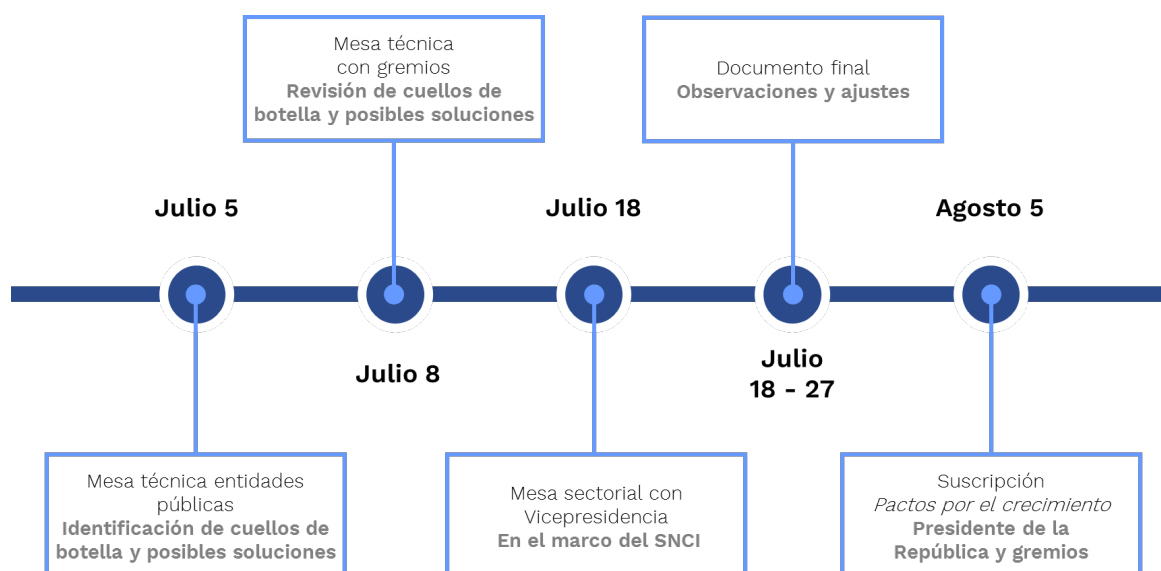 Mesa técnica
con gremios
Revisión de cuellos de
botella y posibles soluciones
Documento final
Observaciones y ajustes
Julio 5
Julio 18
Agosto 5
Julio 8
Julio
18 - 27
Mesa técnica entidades
públicas
Identificación de cuellos de
botella y posibles soluciones
Mesa sectorial con
Vicepresidencia
En el marco del SNCI
Suscripción
Pactos por el crecimiento
Presidente de la
República y gremios